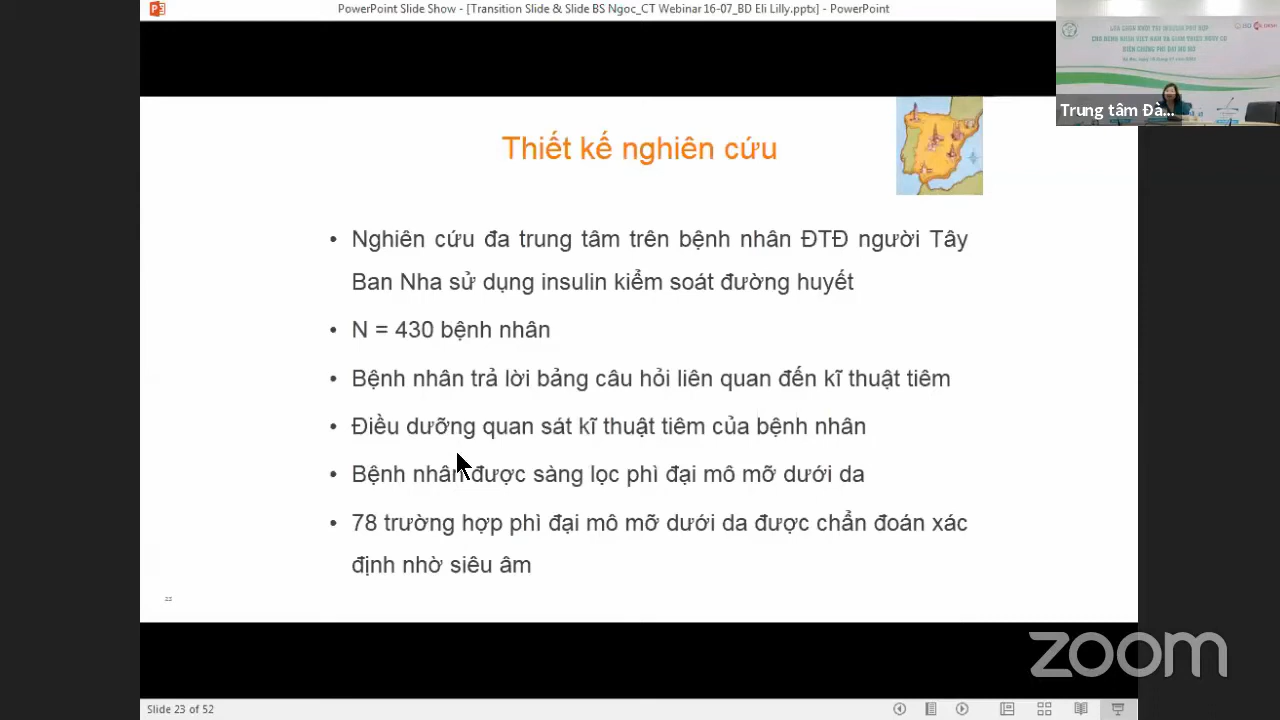 PowerPoint Slide Show - [Transition Slide & Slide BS Ngoc_CT Webinar 16-07_BD Eli Lilly.pptx] - PowerPoint
Trung tâm Đà...
Thiết kế nghiên cứu
• Nghiên cứu đa trung tâm trên bệnh nhân ĐTĐ người Tây
Ban Nha sử dụng insulin kiểm soát đường huyết
• N = 430 bệnh nhân
• Bệnh nhân trả lời bảng câu hỏi liên quan đến kĩ thuật tiêm
• Điều dưỡng quan sát kĩ thuật tiêm của bệnh nhân
• Bệnh nhân được sàng lọc phì đại mô mỡ dưới da
• 78 trường hợp phì đại mô mỡ dưới da được chẩn đoán xác
định nhờ siêu âm
zoom
Slide 23 of 52